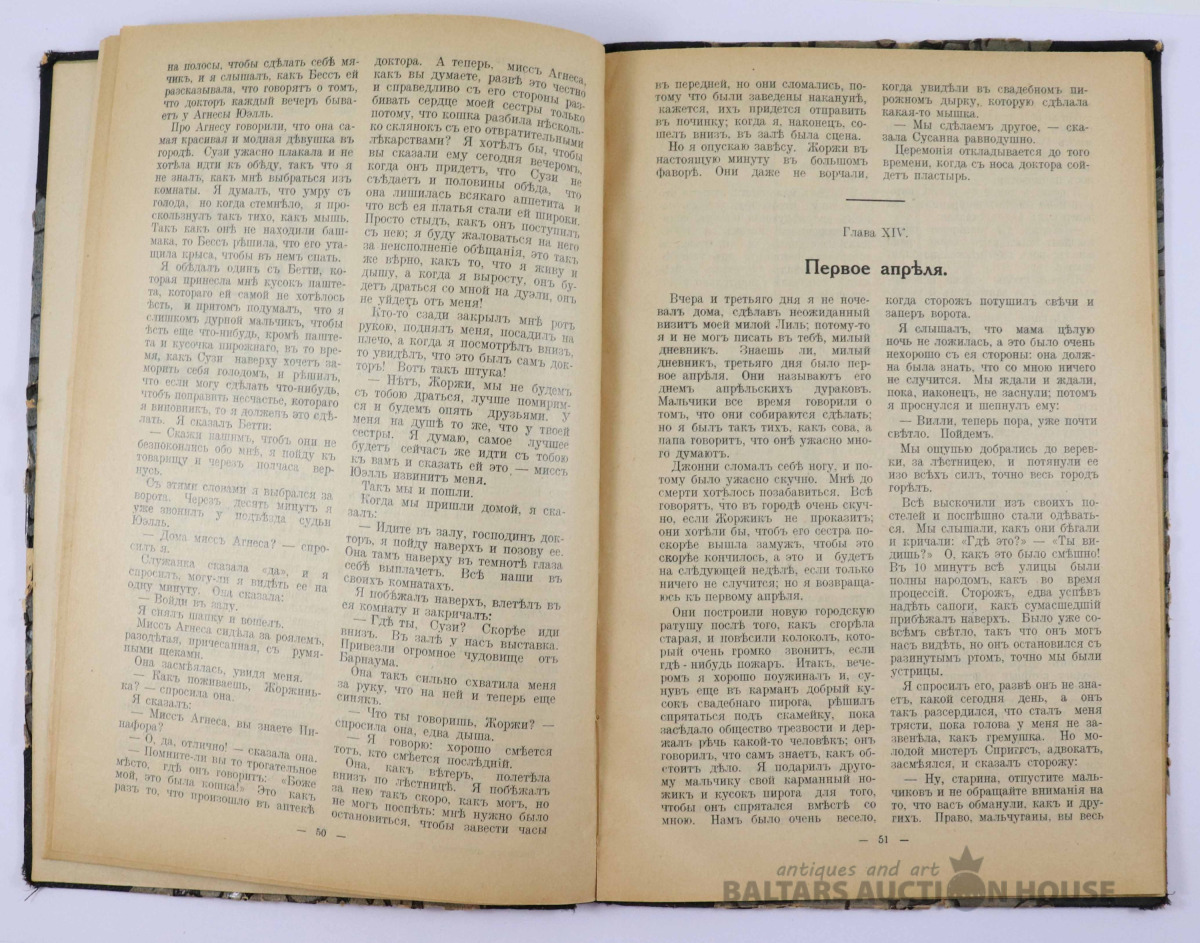 на полосы, чтобы сдѣлать себѣ мя-
чикъ, и я слышалъ, какъ Бессъ ей
разсказывала, что говорятъ о томъ,
что докторъ каждый вечеръ быва-
етъ у Агнесы Юэлль.
Про Агнесу говорили, что она са-
мая красивая и модная дѣвушка въ
городѣ. Сузи ужасно плакала и не
хотѣла идти къ обѣду, такъ что я
не зналъ, какъ мнѣ выбраться изъ
комнаты. Я думалъ, что умру съ
голода, но когда стемнѣло, я про-
скользнулъ такъ тихо, какъ мышь.
Такъ какъ онѣ не находили баш-
мака, то Бессъ рѣшила, что его ута-
щила крыса, чтобы въ немъ спать.
Я обѣдалъ одинъ съ Бетти, ко-
торая принесла мнѣ кусокъ паште-
та, котораго ей самой не хотѣлось
ѣсть, и притомъ подумалъ, что я
слишкомъ дурной мальчикъ, чтобы
ѣсть еще что-нибудь, кромѣ паште-
та и кусочка пирожнаго, въ то вре-
мя, какъ Сузи наверху хочетъ за-
морить себя голодомъ, и рѣшилъ,
что если могу сдѣлать что-нибудь,
чтобъ поправить несчастье, котораго
я виновникъ, то я долженъ это сдѣ-
лать. Я сказалъ Бетти:
— Скажи нашимъ, чтобъ они не
безпокоились обо мнѣ, я пойду къ
товарищу и черезъ полчаса вер-
нусь.
Съ этими словами я выбрался за
ворота. Черезъ десять минутъ я
уже звонилъ у подъѣзда судьи
Юэлль.
— Дома миссъ Агнеса? — спро-
силъ я.
Служанка сказала «да», и я
спросилъ, могу-ли я видѣть ее на
одну минуту. Она сказала:
— Войди въ залу.
Я снялъ шапку и вошелъ.
Миссъ Агнеса сидѣла за роялемъ,
разодѣтая, причесанная, съ румя-
ными щеками.
Она засмѣялась, увидя меня.
— Какъ поживаешь, Жоржинь-
ка? — спросила она.
Я сказалъ:
— Миссъ Агнеса, вы знаете Пи-
нафора?
— О, да, отлично! — сказала она.
— Помните-ли вы то трогательное
мѣсто, гдѣ онъ говоритъ: «Боже
мой, это была кошка!» Это какъ
разъ то, что произошло въ аптекѣ
доктора. А теперь, миссъ Агнеса,
какъ вы думаете, развѣ это честно
и справедливо съ его стороны раз-
бивать сердце моей сестры только
потому, что кошка разбила нѣсколь-
ко склянокъ съ его отвратительными
лѣкарствами? Я хотѣлъ бы, чтобы
вы сказали ему сегодня вечеромъ,
когда онъ придетъ, что Сузи не
съѣдаетъ и половины обѣда, что
она лишилась всякаго аппетита и
что всѣ ея платья стали ей широки.
Просто стыдъ, какъ онъ поступилъ
съ нею; я буду жаловаться на него
за неисполненіе обѣщанія, это такъ
же вѣрно, какъ то, что я живу и
дышу, а когда я выросту, онъ бу-
детъ драться со мной на дуэли, онъ
не уйдетъ отъ меня!
Кто-то сзади закрылъ мнѣ ротъ
рукою, поднялъ меня, посадилъ на
плечо, а когда я посмотрѣлъ внизъ,
то увидѣлъ, что это былъ самъ док-
торъ! Вотъ такъ штука!
— Нѣтъ, Жоржи, мы не будемъ
съ тобою драться, лучше помирим-
ся и будемъ опять друзьями. У
меня на душѣ то же, что у твоей
сестры. Я думаю, самое лучшее
будетъ сейчасъ же идти съ тобою
къ вамъ и сказать ей это — миссъ
Юэлль извинитъ меня.
Такъ мы и пошли.
Когда мы пришли домой, я ска-
залъ:
— Идите въ залу, господинъ док-
торъ, я пойду наверхъ и позову ее.
Она тамъ наверху въ темнотѣ глаза
себѣ выплачетъ. Всѣ наши въ
своихъ комнатахъ.
Я побѣжалъ наверхъ, влетѣлъ въ
ея комнату и закричалъ:
— Гдѣ ты, Сузи? Скорѣе иди
внизъ. Въ залѣ у насъ выставка.
Привезли огромное чудовище отъ
Барнаума.
Она такъ сильно схватила меня
за руку, что на ней и теперь еще
синякъ.
— Что ты говоришь, Жоржи? —
спросила она, едва дыша.
— Я говорю: хорошо смѣется
тотъ, кто смѣется послѣдній.
Она, какъ вѣтеръ, полетѣла
внизъ по лѣстницѣ. Я побѣжалъ
за нею такъ скоро, какъ могъ, но
не могъ поспѣть: мнѣ нужно было
остановиться, чтобы завести часы
— 50 —
въ передней, но они сломались, по-
тому что были заведены наканунѣ,
кажется, ихъ придется отправить
въ починку; когда я, наконецъ, со-
шелъ внизъ, въ залѣ была сцена.
Но я опускаю завѣсу. Жоржи въ
настоящую минуту въ большомъ
фаворѣ. Они даже не ворчали,
когда увидѣли въ свадебномъ пи-
рожномъ дырку, которую сдѣлала
какая-то мышка.
— Мы сдѣлаемъ другое, — ска-
зала Сусанна равнодушно.
Церемонія откладывается до того
времени, когда съ носа доктора сой-
детъ пластырь.
Глава XIV.
Первое апрѣля.
Вчера и третьяго дня я не ноче-
валъ дома, сдѣлавъ неожиданный
визитъ моей милой Лиль; потому-то
я и не могъ писать въ тебѣ, милый
дневникъ. Знаешь ли, милый
дневникъ, третьяго дня было пер-
вое апрѣля. Они называютъ его
днемъ апрѣльскихъ дураковъ.
Мальчики все время говорили о
томъ, что они собираются сдѣлать;
но я былъ такъ тихъ, какъ сова, а
папа говоритъ, что онѣ ужасно мно-
го думаютъ.
Джонни сломалъ себѣ ногу, и по-
тому было ужасно скучно. Мнѣ до
смерти хотѣлось позабавиться. Всѣ
говорятъ, что въ городѣ очень скуч-
но, если Жоржикъ не проказитъ;
они хотѣли бы, чтобъ его сестра по-
скорѣе вышла замужъ, чтобы это
скорѣе кончилось, а это и будетъ
на слѣдующей недѣлѣ, если только
ничего не случится; но я возвраща-
юсь къ первому апрѣля.
Они построили новую городскую
ратушу послѣ того, какъ сгорѣла
старая, и повѣсили колоколъ, кото-
рый очень громко звонитъ, если
гдѣ - нибудь пожаръ. Итакъ, вече-
ромъ я хорошо поужиналъ и, су-
нувъ еще въ карманъ добрый ку-
сокъ свадебнаго пирога, рѣшилъ
спрятаться подъ скамейку, пока
засѣдало общество трезвости и дер-
жалъ рѣчь какой-то человѣкъ; онъ
говорилъ, что самъ знаетъ, какъ об-
стоитъ дѣло. Я подарилъ друго-
му мальчику свой карманный но-
жикъ и кусокъ пирога для того,
чтобы онъ спрятался вмѣстѣ со
мною. Намъ было очень весело,
когда сторожъ потушилъ свѣчи и
заперъ ворота.
Я слышалъ, что мама цѣлую
ночь не ложилась, а это было очень
нехорошо съ ея стороны: она долж-
на была знать, что со мною ничего
не случится. Мы ждали и ждали,
пока, наконецъ, не заснули; потомъ
я проснулся и шепнулъ ему:
— Вилли, теперь пора, уже почти
свѣтло. Пойдемъ.
Мы ощупью добрались до верев-
ки, за лѣстницею, и потянули ее
изо всѣхъ силъ, точно весь городъ
горѣлъ.
Всѣ выскочили изъ своихъ по-
стелей и поспѣшно стали одѣвать-
ся. Мы слышали, какъ они бѣгали
и кричали: «Гдѣ это?» — «Ты ви-
дишь?» О, какъ это было смѣшно!
Въ 10 минутъ всѣ улицы были
полны народомъ, какъ во время
процессій. Сторожъ, едва успѣвъ
надѣть сапоги, какъ сумасшедшій
прибѣжалъ наверхъ. Было уже со-
всѣмъ свѣтло, такъ что онъ могъ
насъ видѣть, но онъ остановился съ
разинутымъ ртомъ, точно мы были
устрицы.
Я спросилъ его, развѣ онъ не зна-
етъ, какой сегодня день, а онъ
такъ разсердился, что сталъ меня
трясти, пока голова у меня не за-
звенѣла, какъ гремушка. Но мо-
лодой мистеръ Сприггсъ, адвокатъ,
засмѣялся, и сказалъ сторожу:
— Ну, старина, отпустите маль-
чиковъ и не обращайте вниманія на
то, что васъ обманули, какъ и дру-
гихъ. Право, мальчуганы, вы весь
— 51 —
antiques and art
BALTARS AUCTION HOUSE